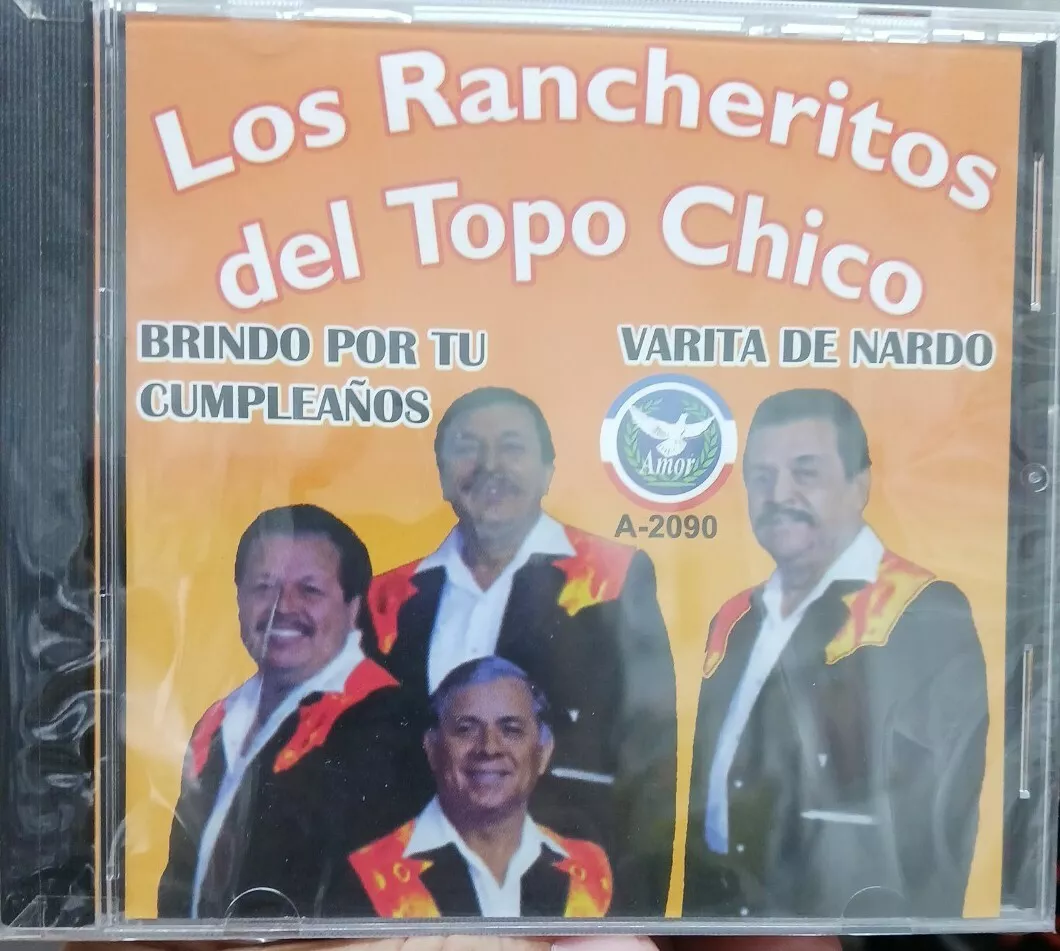 Los Rancheritos
del Topo Chico
BRINDO POR TU
CUMPLEAÑOS
VARITA DE NARDO
Amor
A-2090